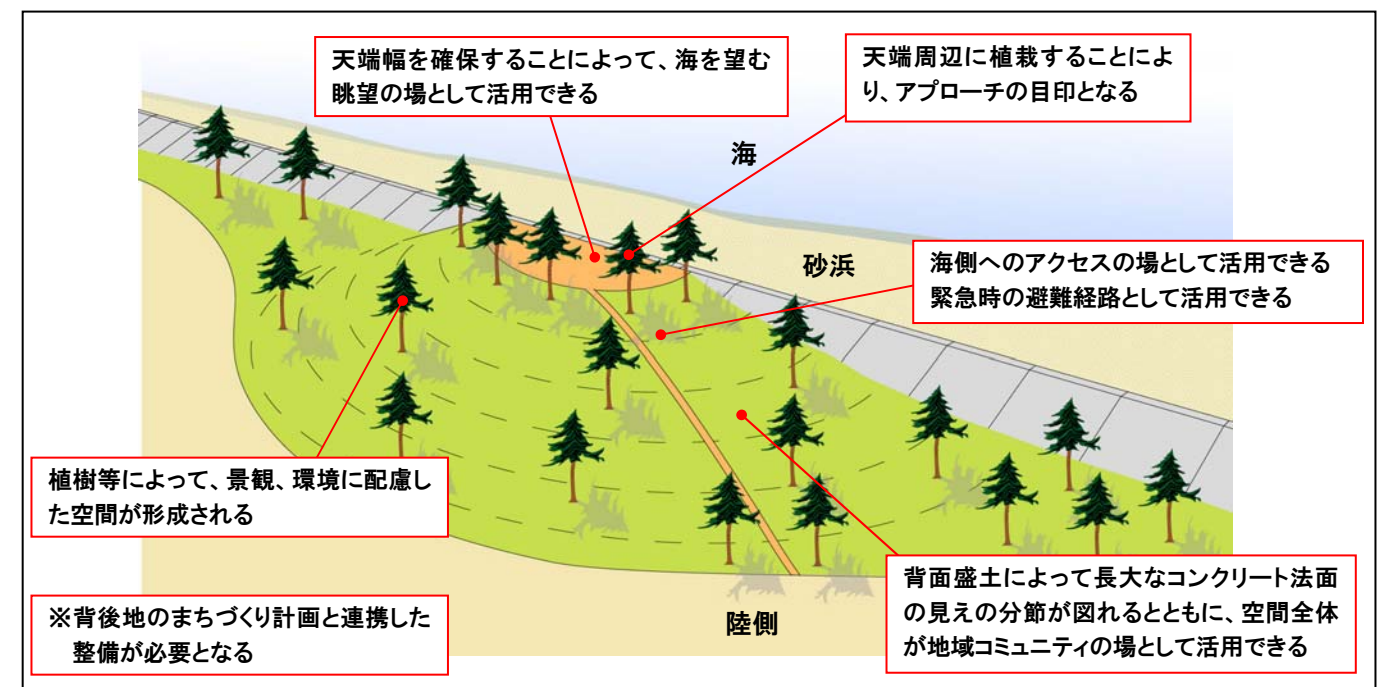 天端幅を確保することによって、海を望む
眺望の場として活用できる
天端周辺に植栽することによ
り、アプローチの目印となる
海
砂浜
海側へのアクセスの場として活用できる
緊急時の避難経路として活用できる
植樹等によって、景観、環境に配慮し
た空間が形成される
背面盛土によって長大なコンクリート法面
の見えの分節が図れるとともに、空間全体
が地域コミュニティの場として活用できる
※背後地のまちづくり計画と連携した
整備が必要となる
陸側